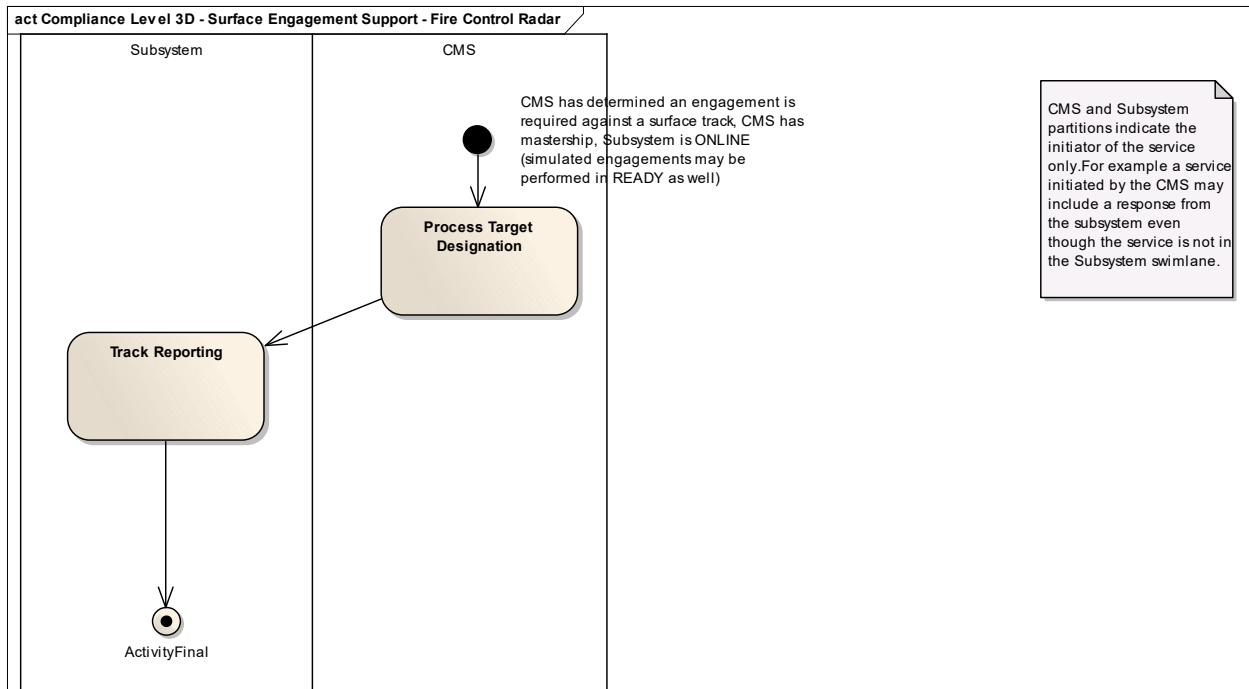 act Compliance Level 3D - Surface Engagement Support - Fire Control Radar
Subsystem
CMS
CMS has determined an engagement is
required against a surface track, CMS has
mastership, Subsystem is ONLINE
(simulated engagements may be
performed in READY as well)
CMS and Subsystem
partitions indicate the
initiator of the service
only.For example a service
initiated by the CMS may
include a response from
the subsystem even
though the service is not in
the Subsystem swimlane.
Process Target
Designation
Track Reporting
ActivityFinal